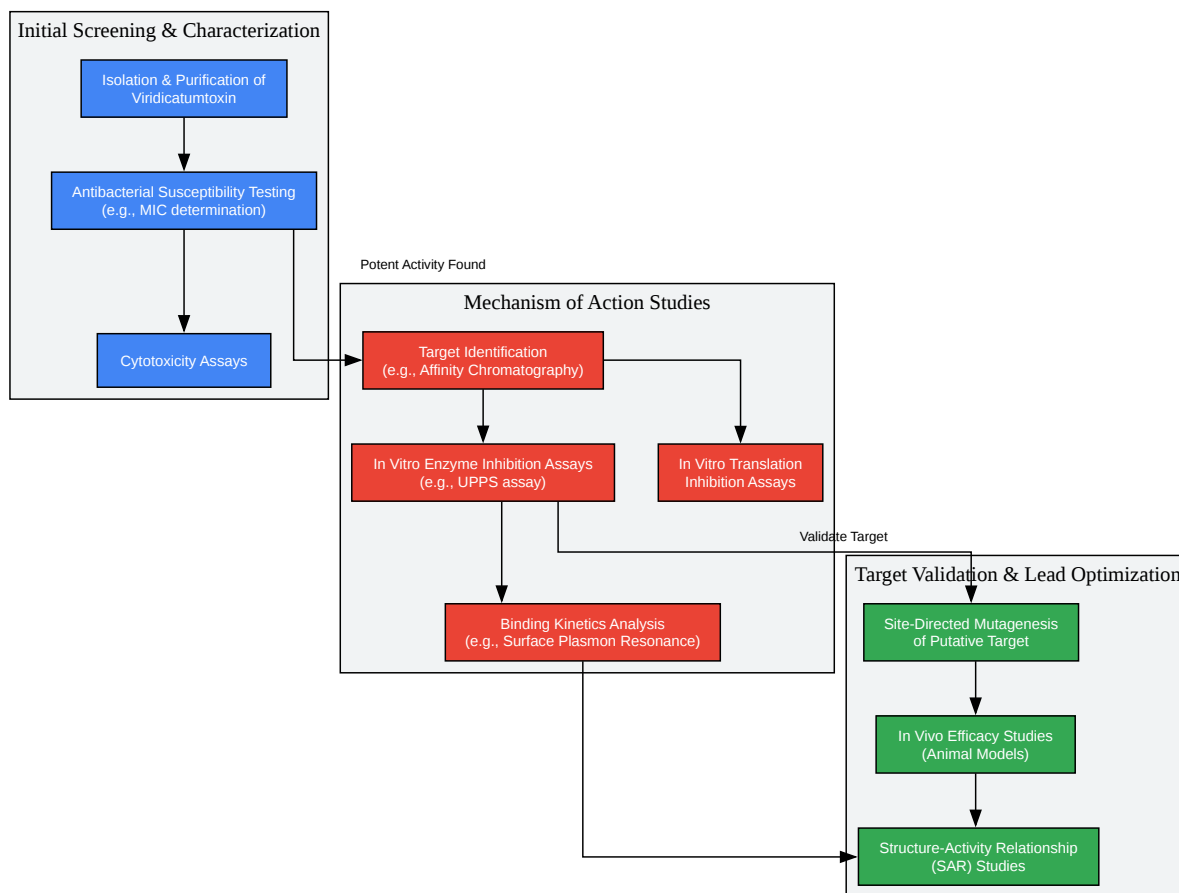 Initial Screening & Characterization
Isolation & Purification of
Viridicatumtoxin
Antibacterial Susceptibility Testing
(e.g., MIC determination)
Cytotoxicity Assays
Potent Activity Found
Mechanism of Action Studies
Target Identification
(e.g., Affinity Chromatography)
In Vitro Enzyme Inhibition Assays
(e.g., UPPS assay)
In Vitro Translation
Inhibition Assays
Binding Kinetics Analysis
(e.g., Surface Plasmon Resonance)
Validate Target
Target Validation & Lead Optimization
Site-Directed Mutagenesis
of Putative Target
In Vivo Efficacy Studies
(Animal Models)
Structure-Activity Relationship
(SAR) Studies